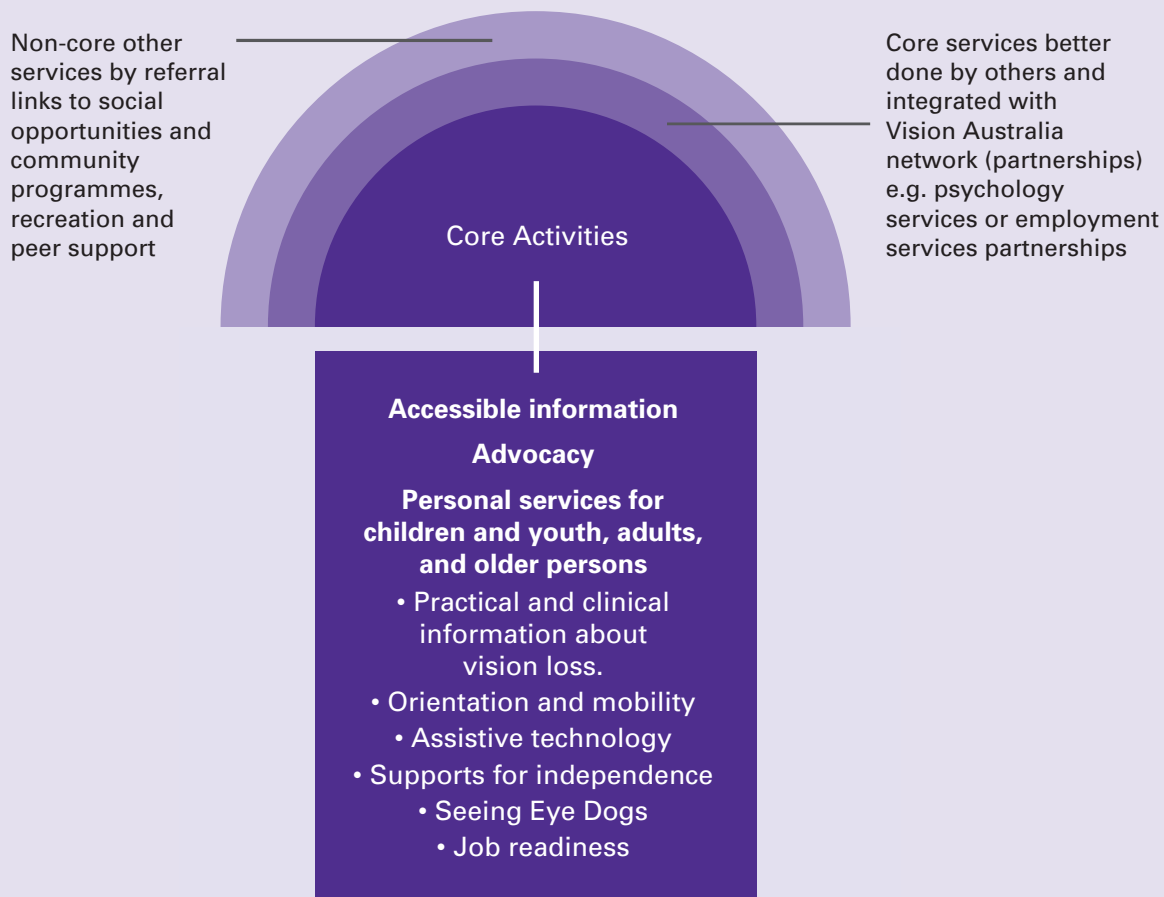 Non-core other
services by referral
links to social
opportunities and
community
programmes,
recreation and
peer support
Core services better
done by others and
integrated with
Vision Australia
network (partnerships)
e.g. psychology
services or employment
services partnerships
Core Activities
Accessible information
Advocacy
Personal services for
children and youth, adults,
and older persons
• Practical and clinical
information about
vision loss.
• Orientation and mobility
• Assistive technology
• Supports for independence
• Seeing Eye Dogs
• Job readiness